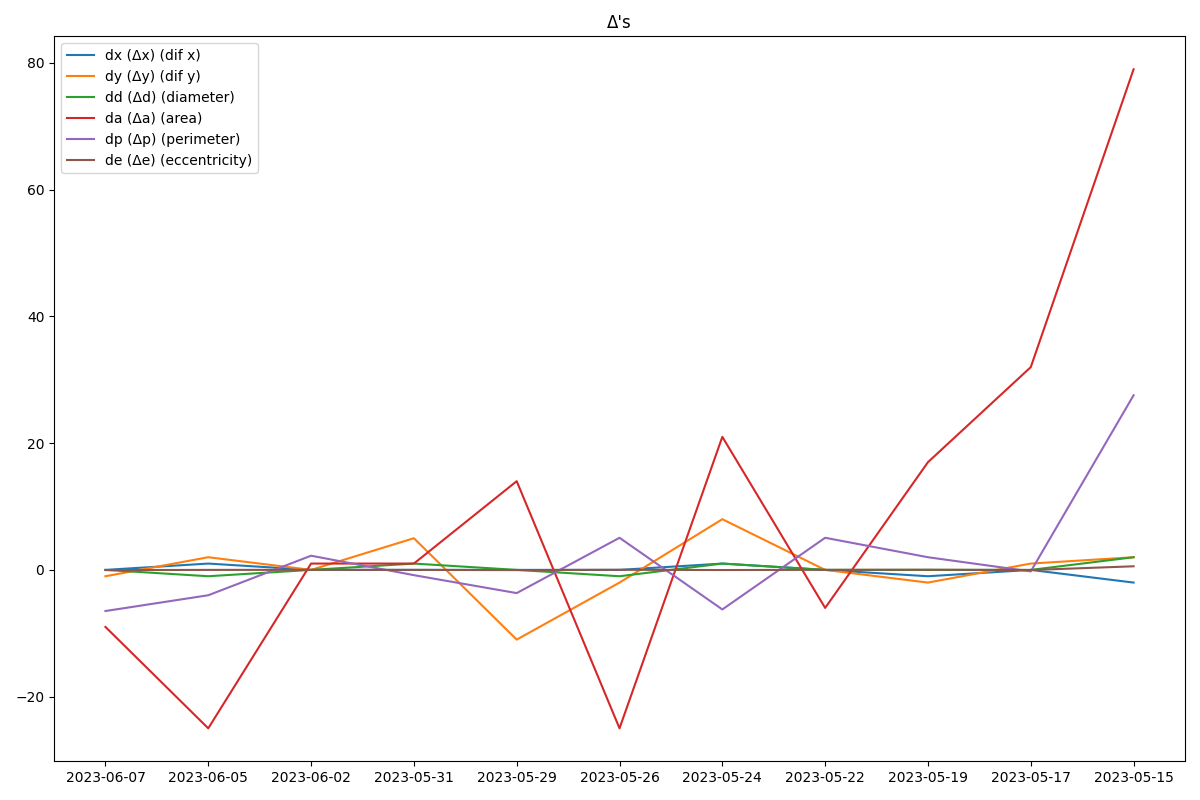 Δ's
dx (Δx) (dif x)
dy (Δy) (dif y)
dd (Δd) (diameter)
da (Δa) (area)
dp (Δp) (perimeter)
de (Δe) (eccentricity)
80
60
40
20
0
−20
2023-06-07 2023-06-05 2023-06-02 2023-05-31 2023-05-29 2023-05-26 2023-05-24 2023-05-22 2023-05-19 2023-05-17 2023-05-15